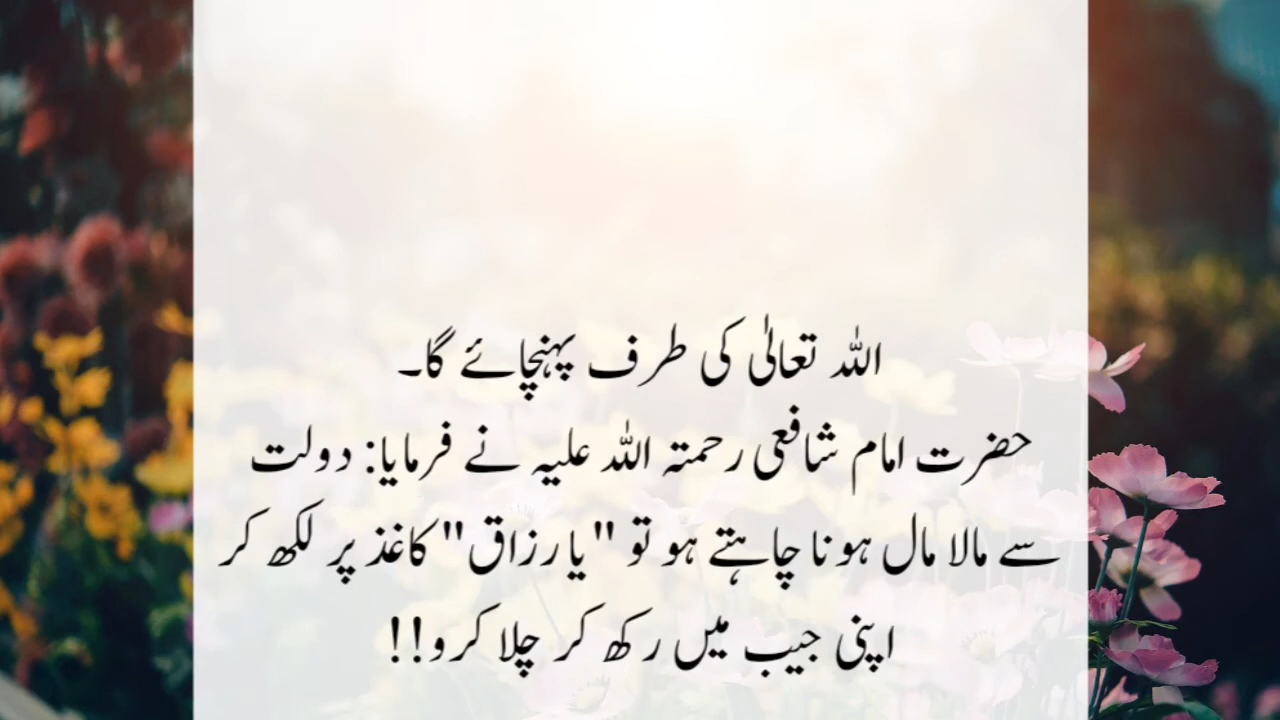 اللہ تعالیٰ کی طرف پہنچائے گا۔
حضرت امام شافعی رحمتہ اللہ علیہ نے فرمایا: دولت
سے مالا مال ہونا چاہتے ہو تو "یا رزاق" کاغذ پر لکھ کر
اپنی جیب میں رکھ کر چلا کرو!!